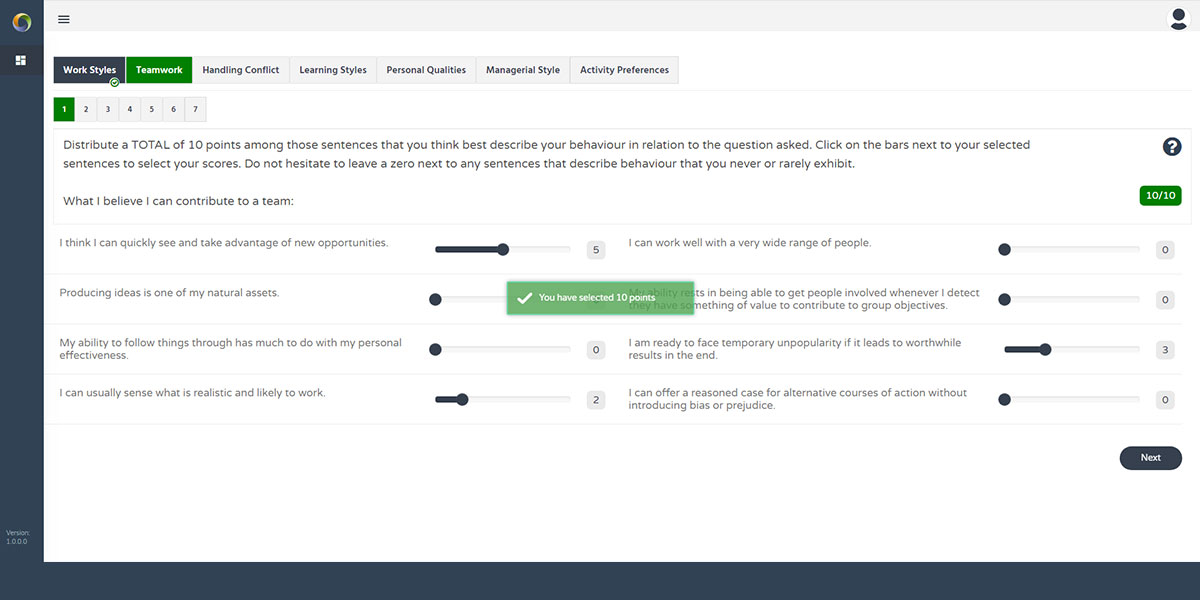 Work Styles
Teamwork
Handling Conflict
Learning Styles
Personal Qualities
Managerial Style
Activity Preferences
1 2 3 4 5 6 7
Distribute a TOTAL of 10 points among those sentences that you think best describe your behaviour in relation to the question asked. Click on the bars next to your selected
sentences to select your scores. Do not hesitate to leave a zero next to any sentences that describe behaviour that you never or rarely exhibit.
?
What I believe I can contribute to a team:
10/10
I think I can quickly see and take advantage of new opportunities.
5
I can work well with a very wide range of people.
0
Producing ideas is one of my natural assets.
You have selected 10 points
My ability rests in being able to get people involved whenever I detect
they have something of value to contribute to group objectives.
0
My ability to follow things through has much to do with my personal
effectiveness.
0
I am ready to face temporary unpopularity if it leads to worthwhile
results in the end.
3
I can usually sense what is realistic and likely to work.
2
I can offer a reasoned case for alternative courses of action without
introducing bias or prejudice.
0
Next
Version:
1.0.0.0